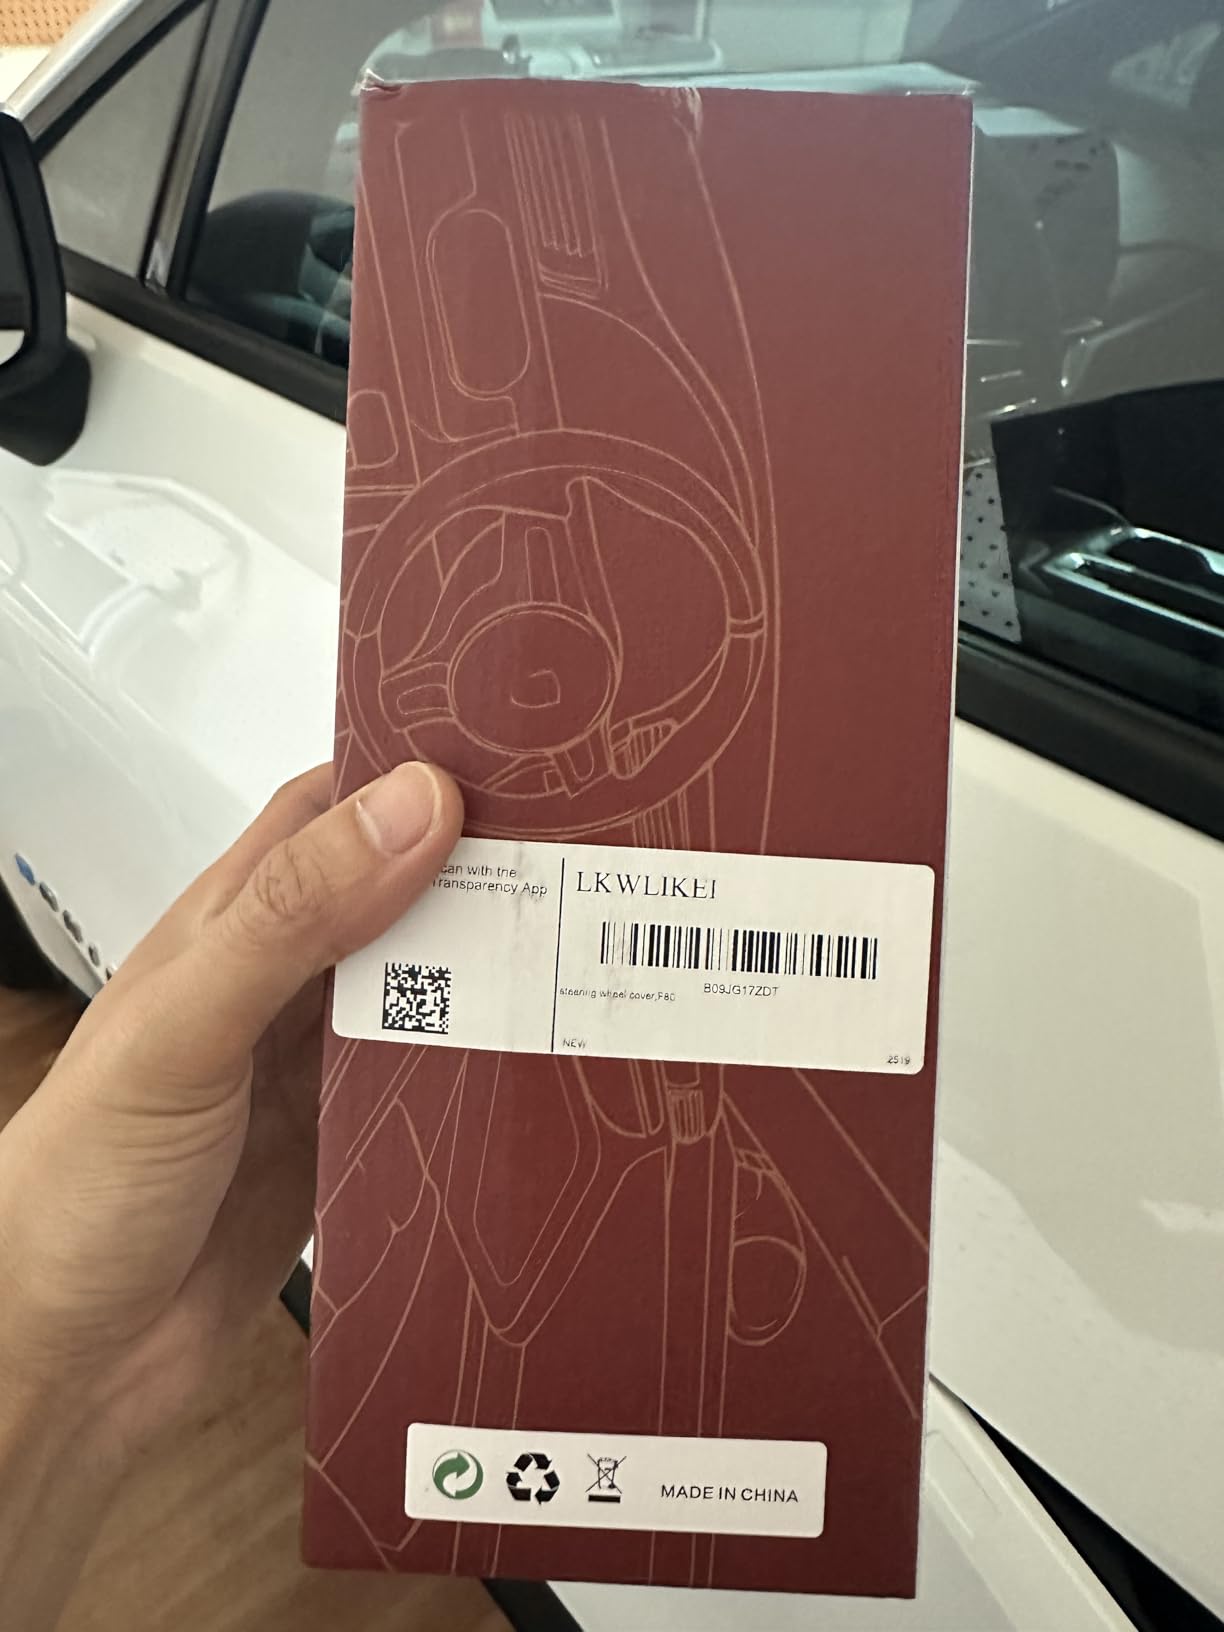 can with the
Transparency App
LKWLIKEI
B09JG17ZDT
steering wheel cover,F80
NEW
2519
MADE IN CHINA